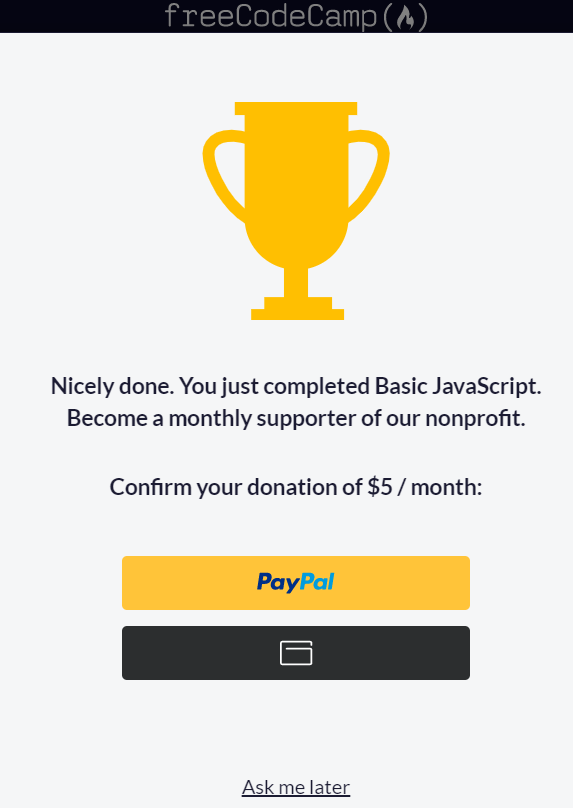 freeCodeCamp(🔥)
Nicely done. You just completed Basic JavaScript.
Become a monthly supporter of our nonprofit.
Confirm your donation of $5 / month:
PayPal
Ask me later